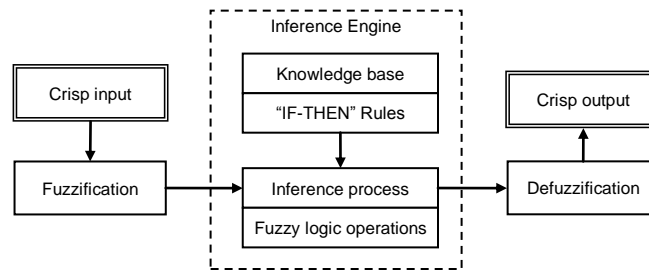 Inference Engine
Crisp input
Knowledge base
“IF-THEN” Rules
Crisp output
Fuzzification
Inference process
Fuzzy logic operations
Defuzzification